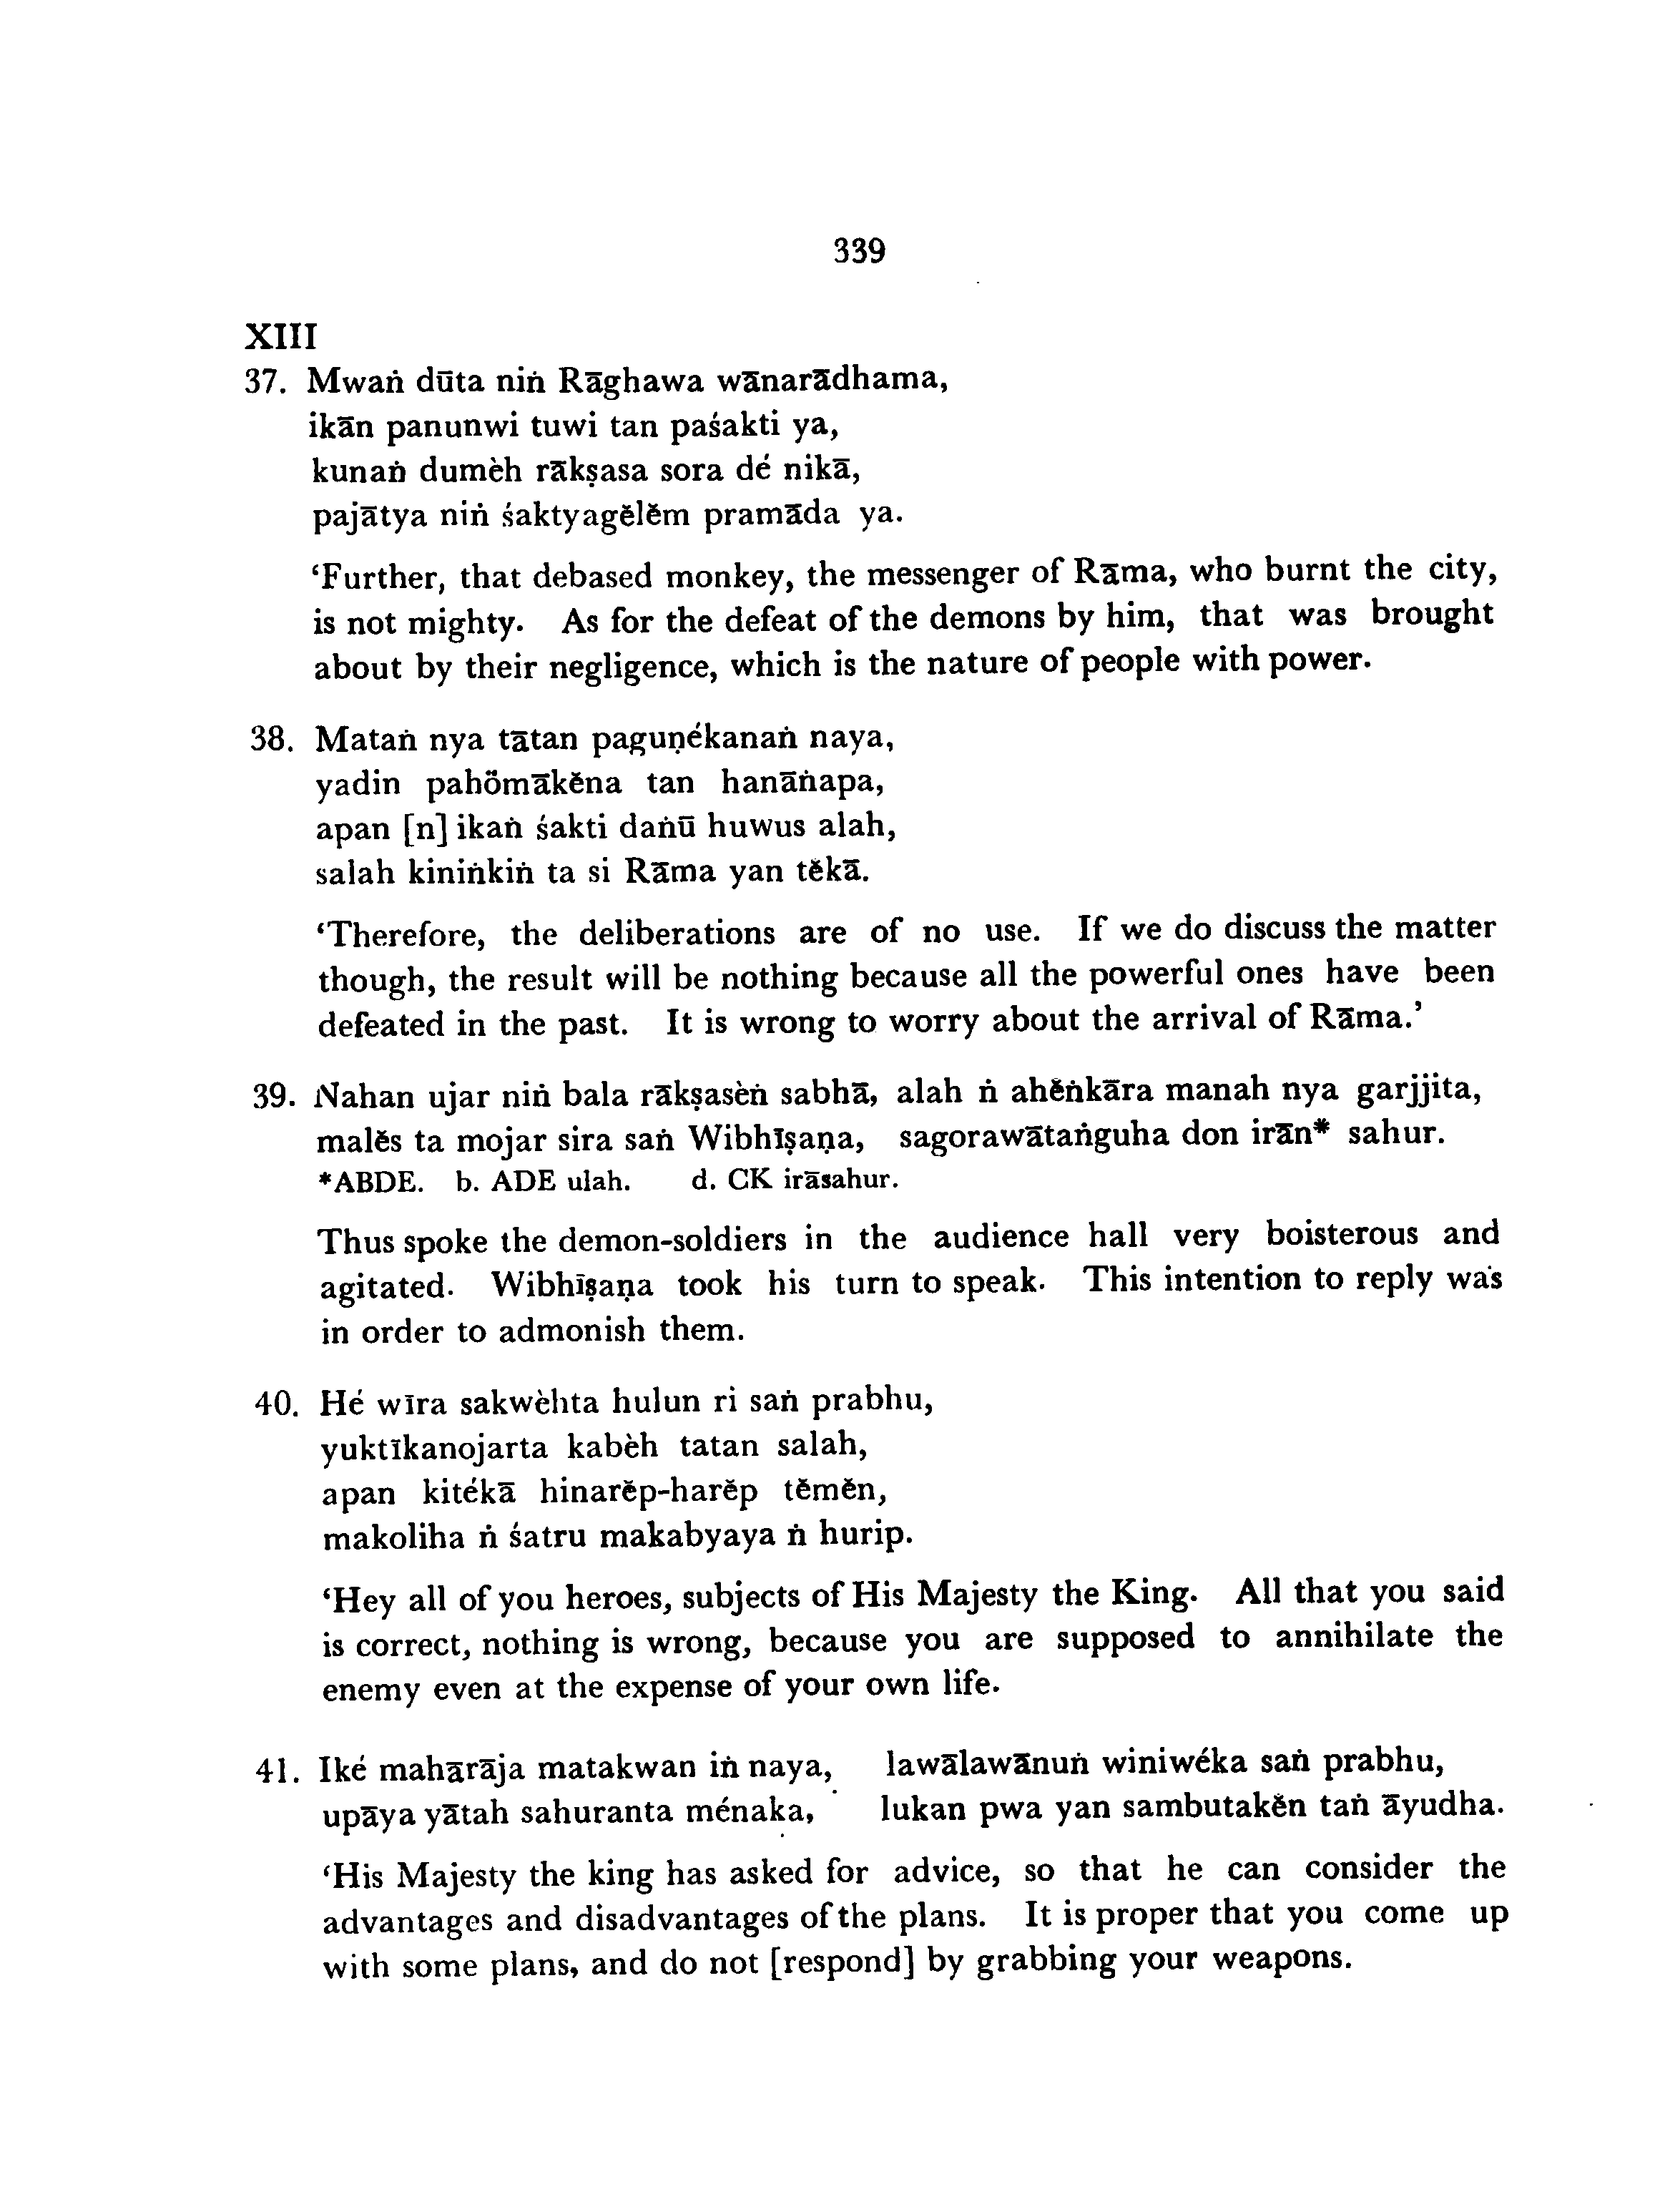 339
XIII
37. Mwaṅ dūta niṅ Rāghawa wānarādhama,
ikān panunwi tuwi tan paśakti ya,
kunaṅ dumèh rākṣasa sora dé nikā,
pajātya niṅ śaktyagĕlĕm pramāda ya.
‘Further, that debased monkey, the messenger of Rāma, who burnt the city,
is not mighty. As for the defeat of the demons by him, that was brought
about by their negligence, which is the nature of people with power.
38. Mataṅ nya tātan paguṇékanaṅ naya,
yadin pahömākĕna tan hanāṅapa,
apan [n] ikaṅ śakti daṅū huwus alah,
salah kiniṅkiṅ ta si Rāma yan tĕkā.
‘Therefore, the deliberations are of no use. If we do discuss the matter
though, the result will be nothing because all the powerful ones have been
defeated in the past. It is wrong to worry about the arrival of Rāma.’
39. Nahan ujar niṅ bala rākṣasèṅ sabhā, alah ṅ ahĕṅkāra manah nya garjjita,
malĕs ta mojar sira saṅ Wibhīṣaṇa, sagorawātaṅguha don irān* sahur.
*ABDE. b. ADE ulah. d. CK irāsahur.
Thus spoke the demon-soldiers in the audience hall very boisterous and
agitated. Wibhīṣaṇa took his turn to speak. This intention to reply was
in order to admonish them.
40. Hé wīra sakwèhta hulun ri saṅ prabhu,
yuktīkanojarta kabèh tatan salah,
apan kitékā hinarĕp-harĕp tĕmĕn,
makoliha ṅ śatru makabyaya ṅ hurip.
‘Hey all of you heroes, subjects of His Majesty the King. All that you said
is correct, nothing is wrong, because you are supposed to annihilate the
enemy even at the expense of your own life.
41. Iké mahārāja matakwan iṅ naya, lawālawānuṅ winiwéka saṅ prabhu,
upāya yātah sahuranta ménaka, lukan pwa yan sambutakĕn taṅ āyudha.
‘His Majesty the king has asked for advice, so that he can consider the
advantages and disadvantages of the plans. It is proper that you come up
with some plans, and do not [respond] by grabbing your weapons.